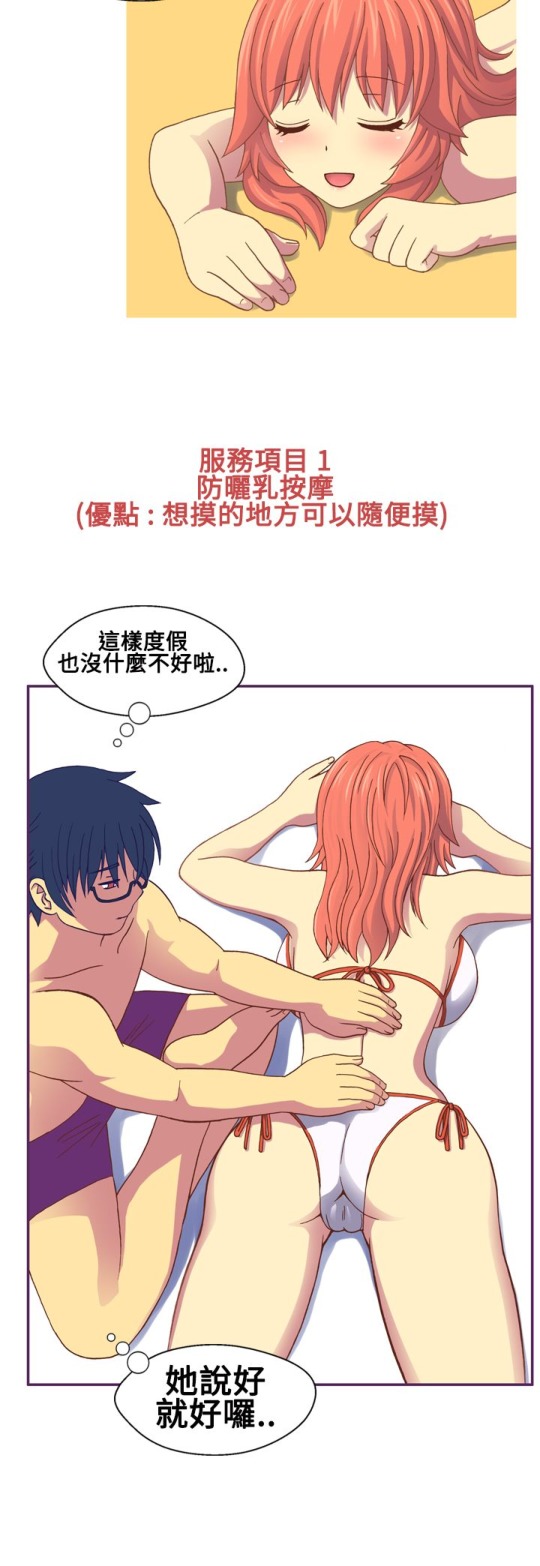 服務項目 1
防曬乳按摩
(優點 : 想摸的地方可以隨便摸)
這樣度假
也沒什麼不好啦..
她說好
就好囉..